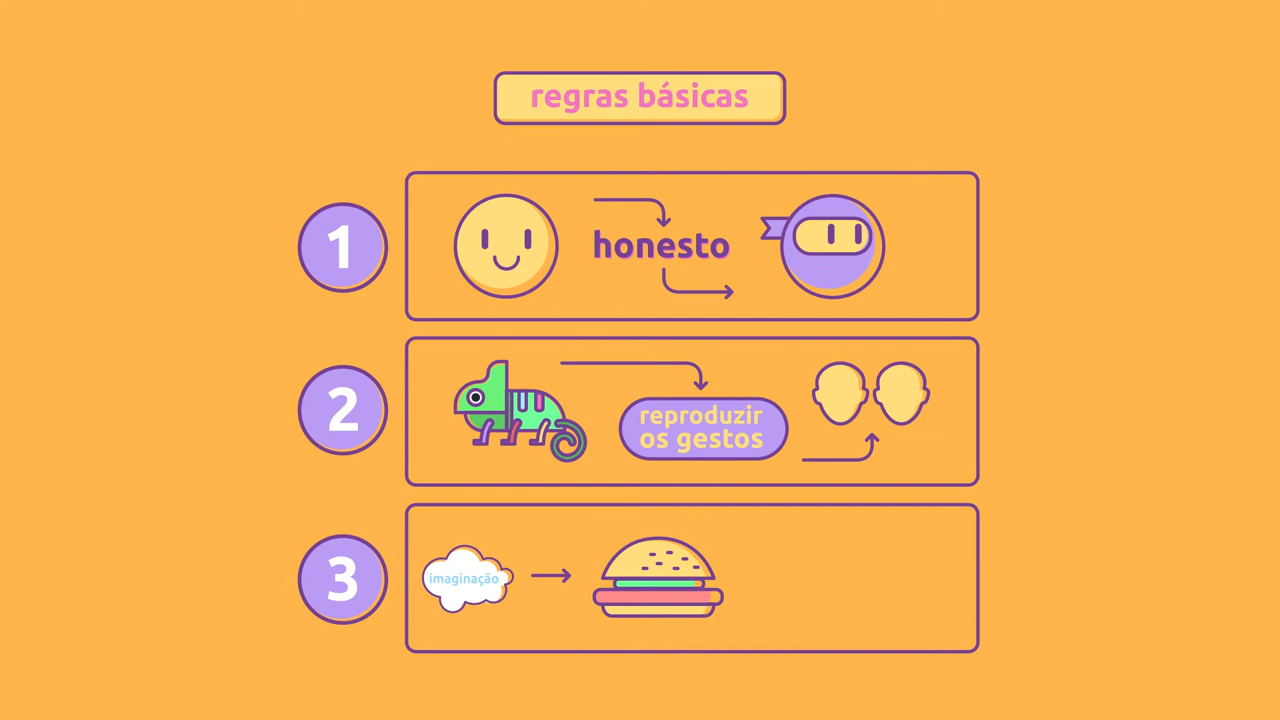 regras básicas
1
honesto
2
reproduzir
os gestos
3
imaginação